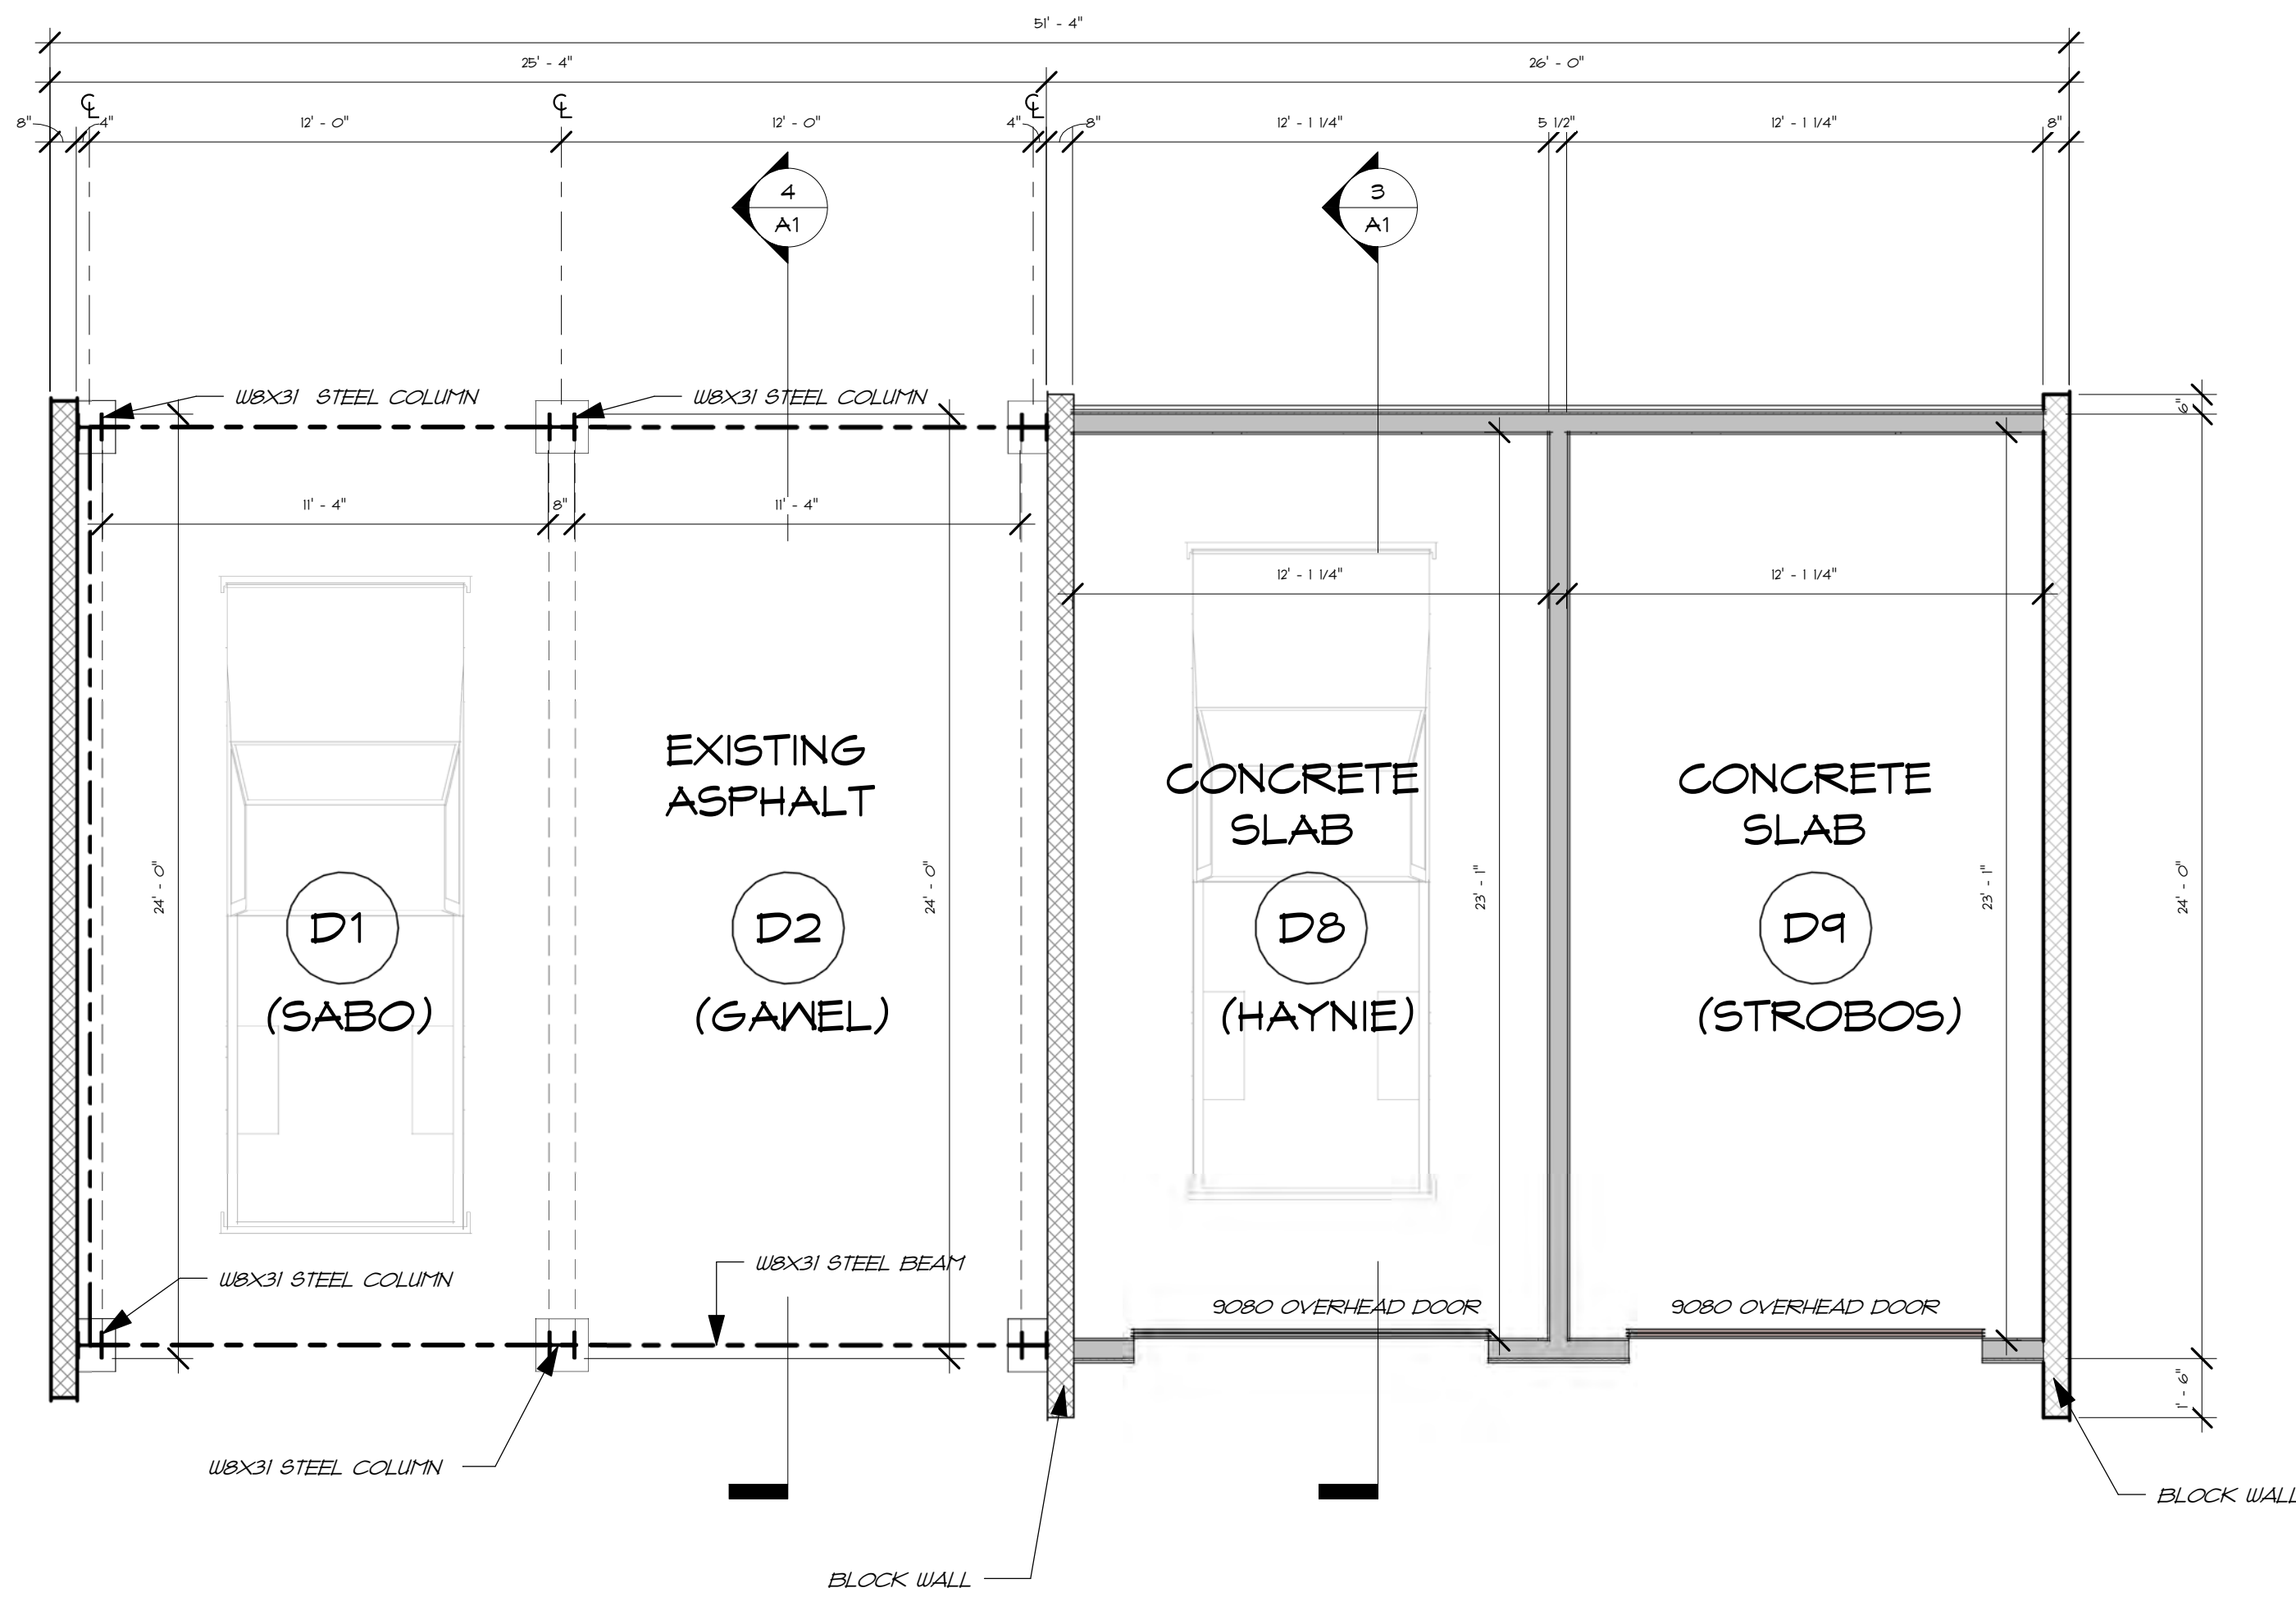 51' - 4"
25' - 4"
26' - 0"
℄
℄
℄
8"
4"
12' - 0"
12' - 0"
4"
8"
12' - 1 1/4"
5 1/2"
12' - 1 1/4"
8"
4
A1
3
A1
W8X31 STEEL COLUMN
W8X31 STEEL COLUMN
6"
11' - 4"
8"
11' - 4"
12' - 1 1/4"
12' - 1 1/4"
EXISTING
ASPHALT
CONCRETE
SLAB
CONCRETE
SLAB
24' - 0"
24' - 0"
23' - 1"
23' - 1"
24' - 0"
D1
D2
D8
D9
(SABO)
(GAWEL)
(HAYNIE)
(STROBOS)
W8X31 STEEL BEAM
W8X31 STEEL COLUMN
9080 OVERHEAD DOOR
9080 OVERHEAD DOOR
1' - 6"
W8X31 STEEL COLUMN
BLOCK WALL
BLOCK WALL